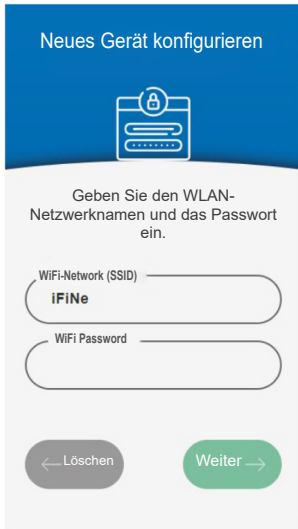 Neues Gerät konfigurieren
Geben Sie den WLAN-
Netzwerknamen und das Passwort
ein.
WiFi-Network (SSID)
iFiNe
WiFi Password
← Löschen
Weiter →